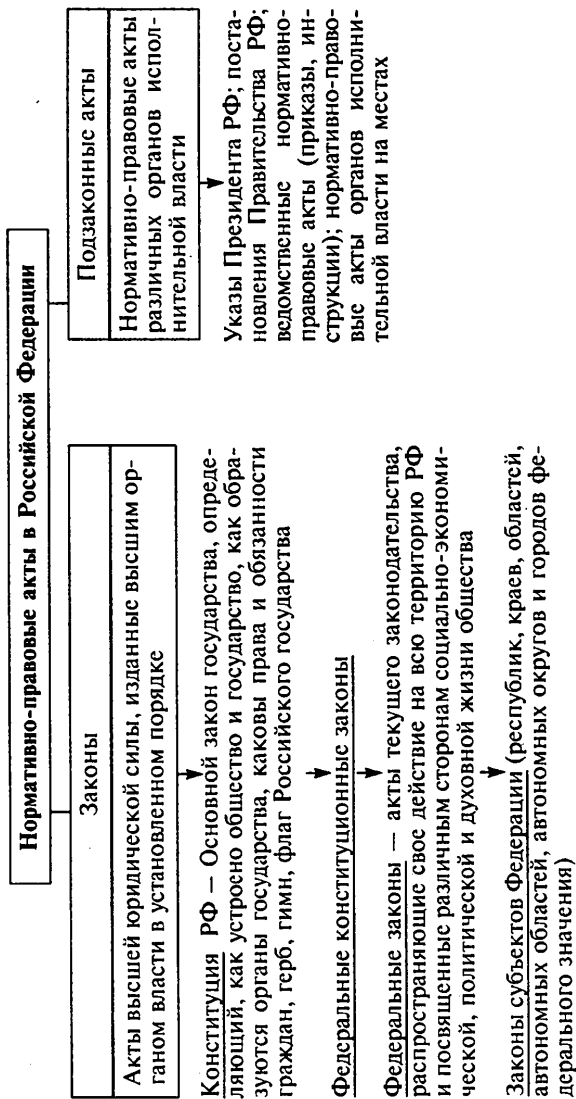 Нормативно-правовые акты в Российской Федерации
Законы
Акты высшей юридической силы, изданные высшим ор-
ганом власти в установленном порядке
Конституция РФ — Основной закон государства, опреде-
ляющий, как устроено общество и государство, как обра-
зуются органы государства, каковы права и обязанности
граждан, герб, гимн, флаг Российского государства
Федеральные конституционные законы
Федеральные законы — акты текущего законодательства,
распространяющие свое действие на всю территорию РФ
и посвященные различным сторонам социально-экономи-
ческой, политической и духовной жизни общества
Законы субъектов Федерации (республик, краев, областей,
автономных областей, автономных округов и городов фе-
дерального значения)
Подзаконные акты
Нормативно-правовые акты
различных органов испол-
нительной власти
Указы Президента РФ; поста-
новления Правительства РФ;
ведомственные нормативно-
правовые акты (приказы, ин-
струкции); нормативно-право-
вые акты органов исполни-
тельной власти на местах